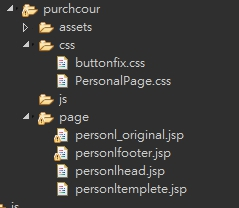 purchcour
assets
css
buttonfix.css
PersonalPage.css
js
page
personl_original.jsp
personlfooter.jsp
personlhead.jsp
personltemplete.jsp